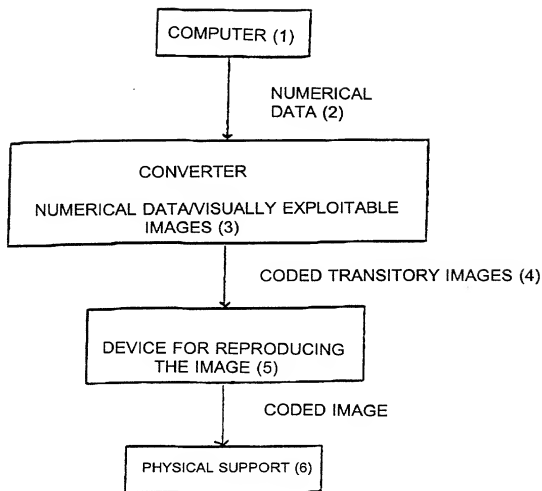 COMPUTER (1)
NUMERICAL
DATA (2)
CONVERTER
NUMERICAL DATA/VISUALLY EXPLOITABLE
IMAGES (3)
CODED TRANSITORY IMAGES (4)
DEVICE FOR REPRODUCING
THE IMAGE (5)
CODED IMAGE
PHYSICAL SUPPORT (6)